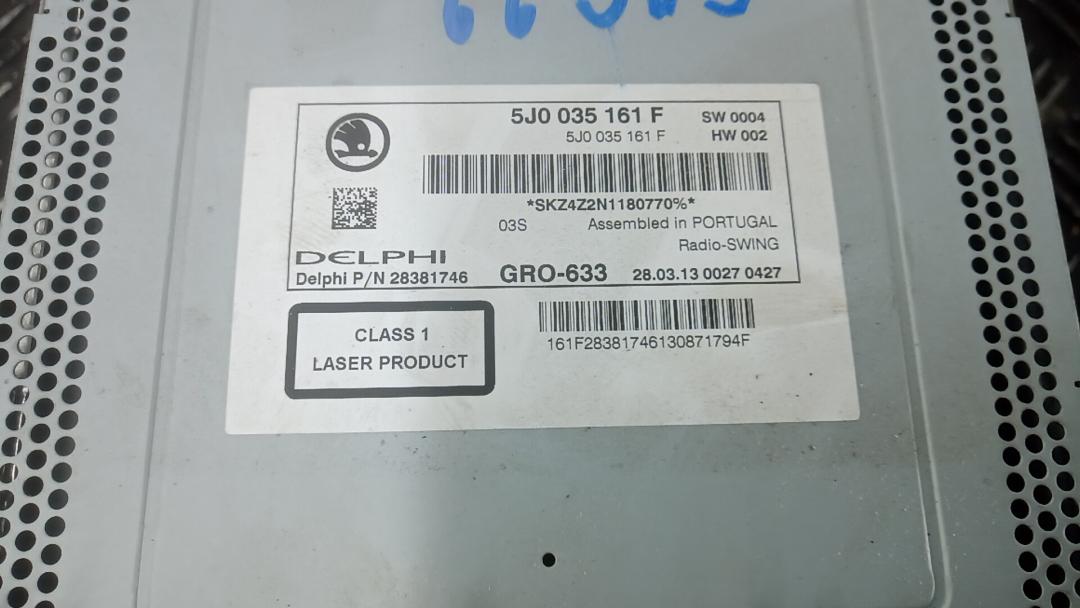 5J0 035 161 F SW 0004
5J0 035 161 F HW 002
*SKZ4Z2N1180770%*
03S Assembled in PORTUGAL
Radio-SWING
DELPHI
Delphi P/N 28381746 GRO-633 28.03.13 0027 0427
CLASS 1
LASER PRODUCT
161F28381746130871794F